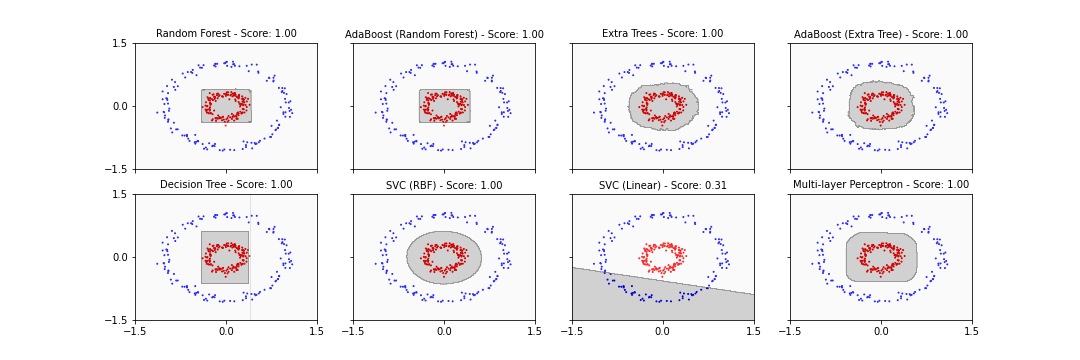 Random Forest - Score: 1.00
AdaBoost (Random Forest) - Score: 1.00
Extra Trees - Score: 1.00
AdaBoost (Extra Tree) - Score: 1.00
1.5
0.0
−1.5
Decision Tree - Score: 1.00
SVC (RBF) - Score: 1.00
SVC (Linear) - Score: 0.31
Multi-layer Perceptron - Score: 1.00
1.5
0.0
−1.5
−1.5 0.0 1.5
−1.5 0.0 1.5
−1.5 0.0 1.5
−1.5 0.0 1.5